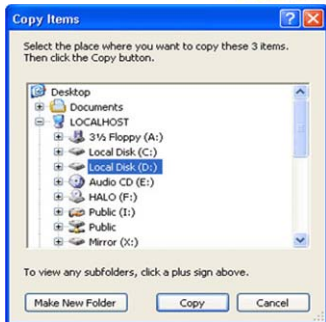 Copy Items
Select the place where you want to copy these 3 items.
Then click the Copy button.
Desktop
Documents
LOCALHOST
3½ Floppy (A:)
Local Disk (C:)
Local Disk (D:)
Audio CD (E:)
HALO (F:)
Public (I:)
Public
Mirror (X:)
To view any subfolders, click a plus sign above.
Make New Folder Copy Cancel